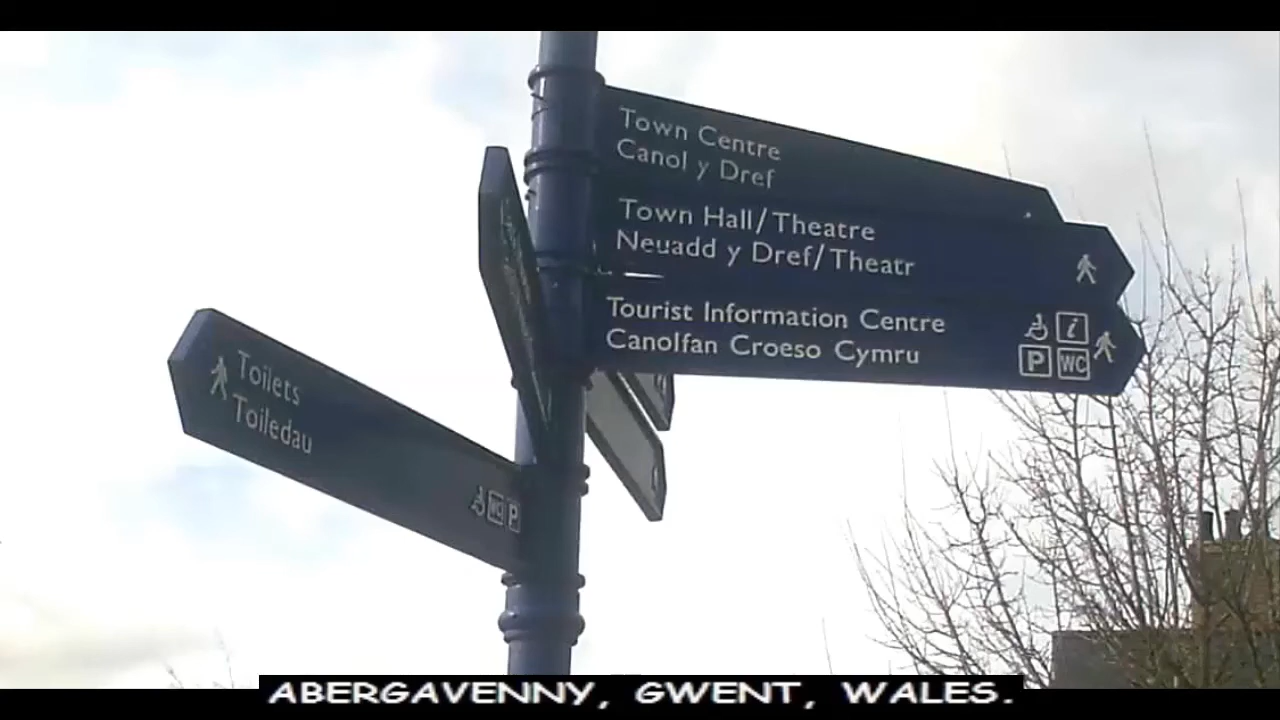 Town Centre
Canol y Dref
Town Hall/Theatre
Neuadd y Dref/Theatr
Tourist Information Centre
Canolfan Croeso Cymru
i
P WC
Toilets
Toiledau
WC P
ABERGAVENNY, GWENT, WALES.